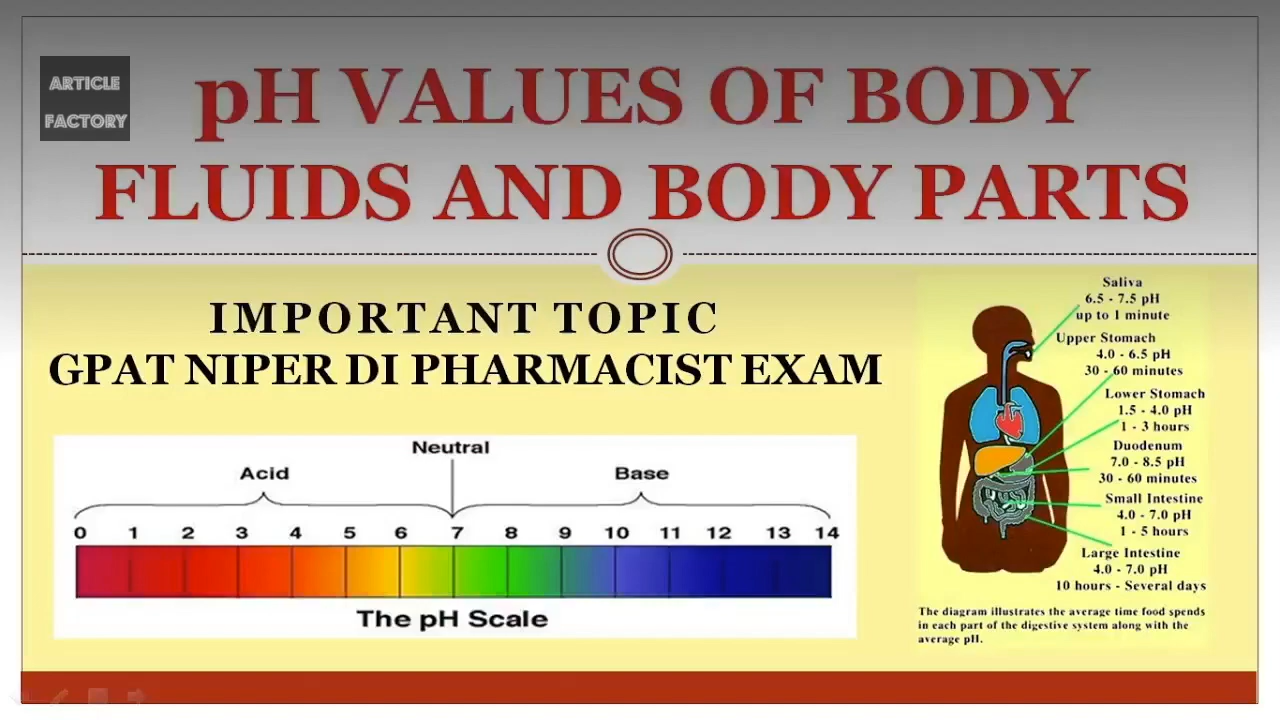 ARTICLE
FACTORY
pH VALUES OF BODY
FLUIDS AND BODY PARTS
IMPORTANT TOPIC
GPAT NIPER DI PHARMACIST EXAM
Neutral
Acid
Base
0 1 2 3 4 5 6 7 8 9 10 11 12 13 14
The pH Scale
Saliva
6.5 - 7.5 pH
up to 1 minute
Upper Stomach
4.0 - 6.5 pH
30 - 60 minutes
Lower Stomach
1.5 - 4.0 pH
1 - 3 hours
Duodenum
7.0 - 8.5 pH
30 - 60 minutes
Small Intestine
4.0 - 7.0 pH
1 - 5 hours
Large Intestine
4.0 - 7.0 pH
10 hours - Several days
The diagram illustrates the average time food spends
in each part of the digestive system along with the
average pH.